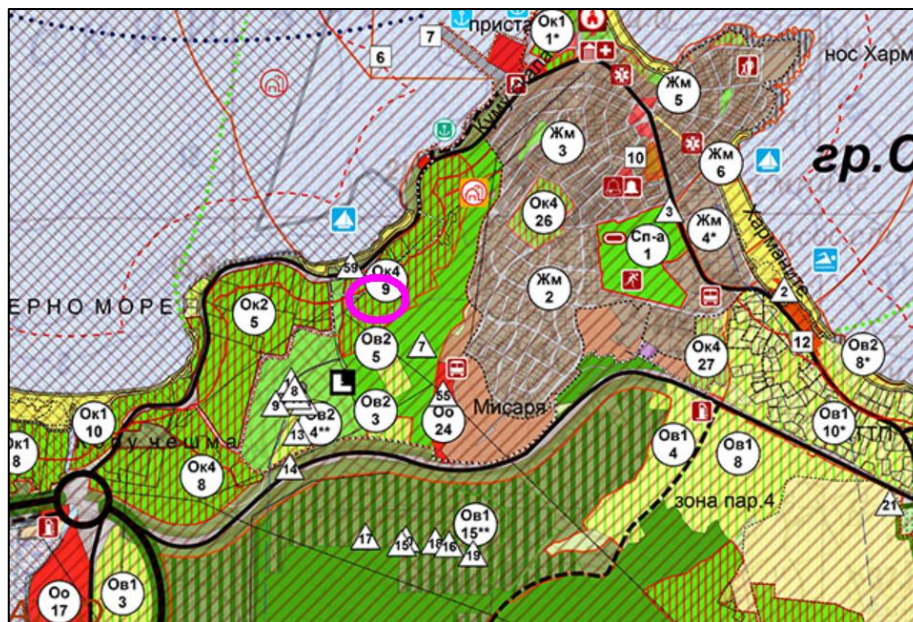 приста
Ок1
1*
7
6
нос Харм
Куму
Жм
5
Жм
3
10
Жм
6
гр.С
Ок4
26
3
Сп-а
1
Жм
4*
Харманите
59
Ок4
9
Жм
2
ЕРНО МОРЕ
Ок2
5
2
Ов2
5
7
12
Ов2
8*
Ок4
27
55
1
8
9
Ов2
4**
13
Ов2
3
Оо
24
Мисаря
Ок1
10
чешма
Ов1
4
Ов1
8
Ов1
10*
ТТП
8
Ок4
8
14
зона пар.4
21
Ов1
15**
17
15
18
16
19
Оо
17
Ов1
3